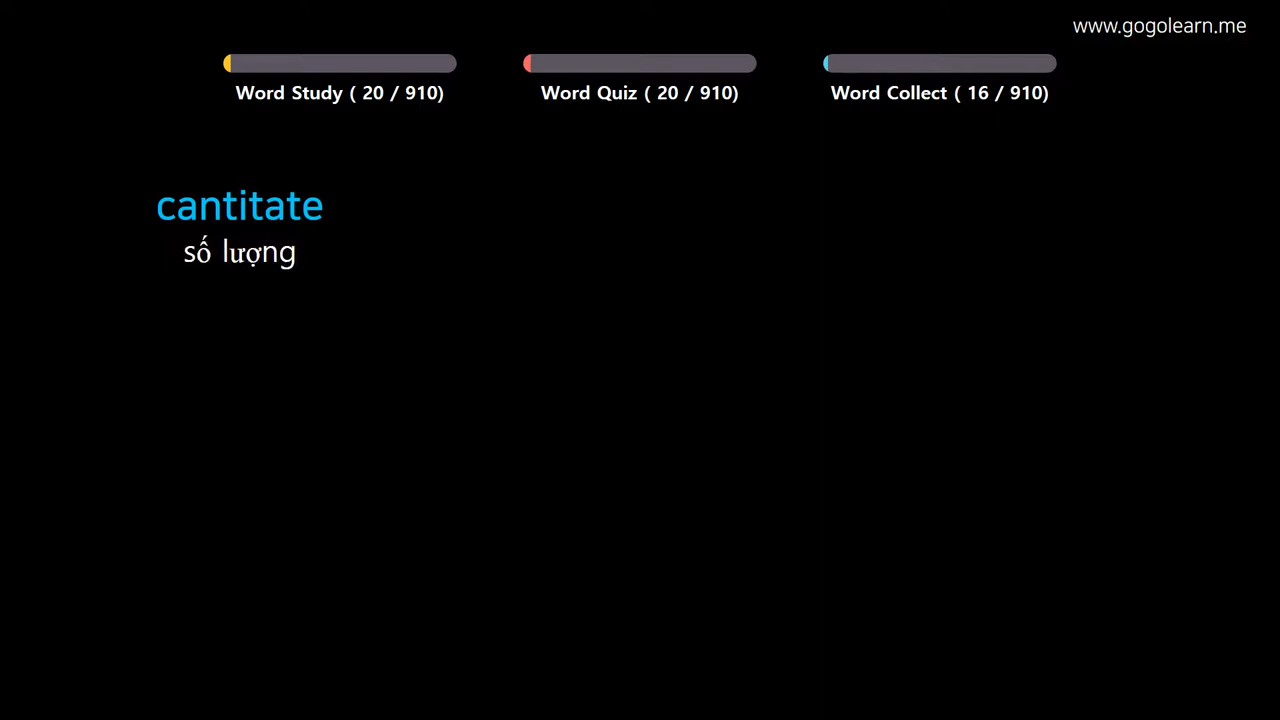 www.gogolearn.me
Word Study ( 20 / 910)
Word Quiz ( 20 / 910)
Word Collect ( 16 / 910)
cantitate
số lượng